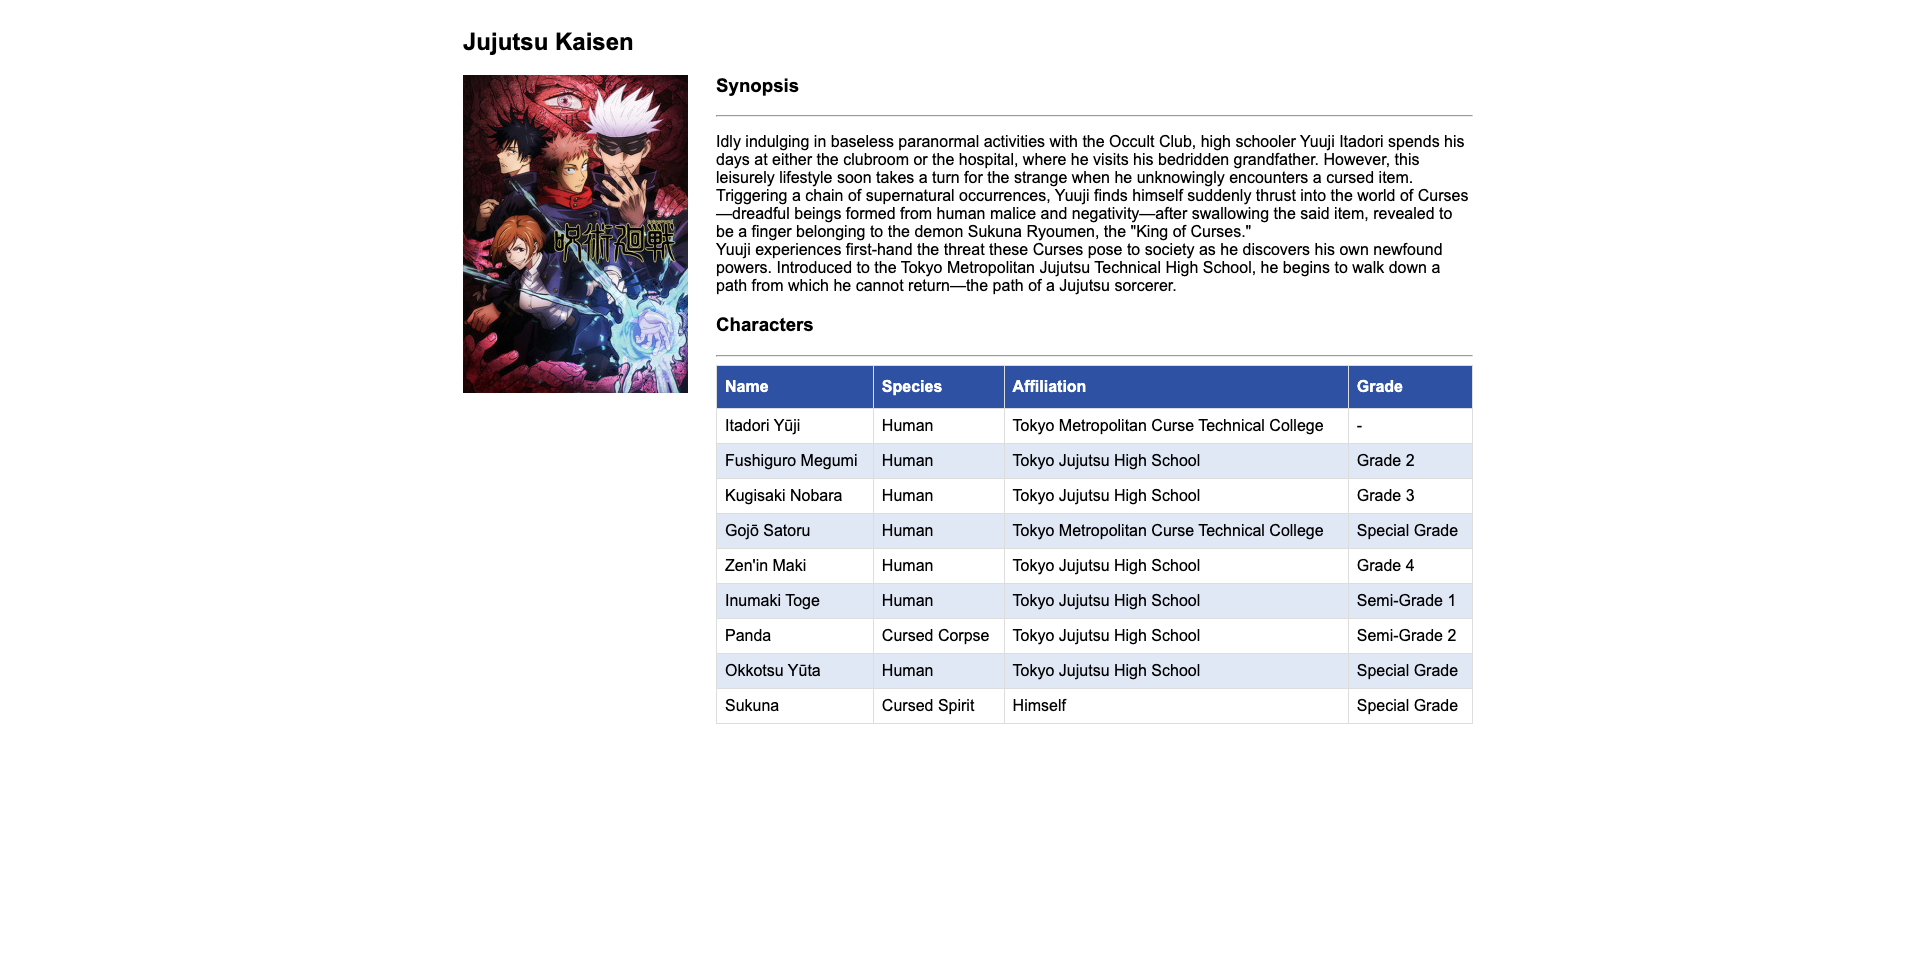 Jujutsu Kaisen
呪術廻戦
Synopsis
Idly indulging in baseless paranormal activities with the Occult Club, high schooler Yuuji Itadori spends his
days at either the clubroom or the hospital, where he visits his bedridden grandfather. However, this
leisurely lifestyle soon takes a turn for the strange when he unknowingly encounters a cursed item.
Triggering a chain of supernatural occurrences, Yuuji finds himself suddenly thrust into the world of Curses
—dreadful beings formed from human malice and negativity—after swallowing the said item, revealed to
be a finger belonging to the demon Sukuna Ryoumen, the "King of Curses."
Yuuji experiences first-hand the threat these Curses pose to society as he discovers his own newfound
powers. Introduced to the Tokyo Metropolitan Jujutsu Technical High School, he begins to walk down a
path from which he cannot return—the path of a Jujutsu sorcerer.
Characters
Name Species Affiliation Grade
Itadori Yūji Human Tokyo Metropolitan Curse Technical College -
Fushiguro Megumi Human Tokyo Jujutsu High School Grade 2
Kugisaki Nobara Human Tokyo Jujutsu High School Grade 3
Gojō Satoru Human Tokyo Metropolitan Curse Technical College Special Grade
Zen'in Maki Human Tokyo Jujutsu High School Grade 4
Inumaki Toge Human Tokyo Jujutsu High School Semi-Grade 1
Panda Cursed Corpse Tokyo Jujutsu High School Semi-Grade 2
Okkotsu Yūta Human Tokyo Jujutsu High School Special Grade
Sukuna Cursed Spirit Himself Special Grade